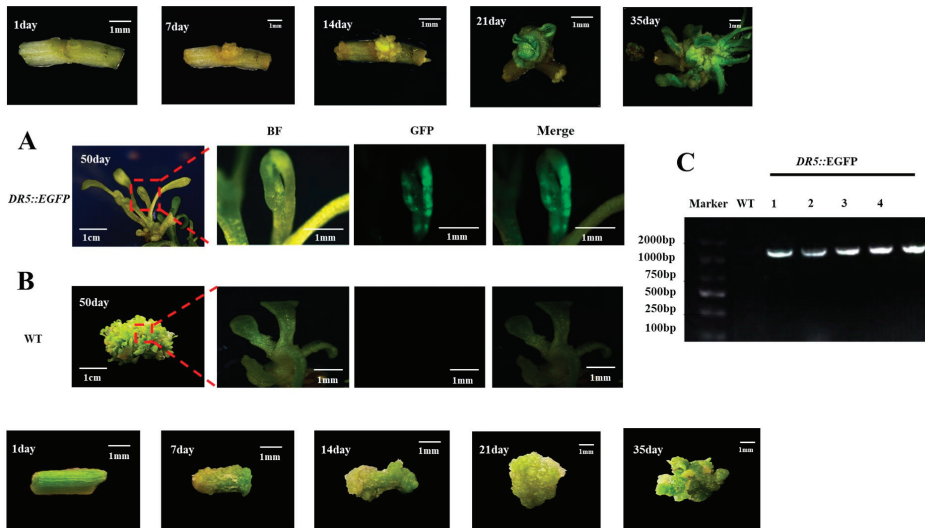 1day
1mm
7day
1mm
14day
1mm
21day
1mm
35day
1mm
A
BF
GFP
Merge
DR5::EGFP
50day
1cm
1mm
1mm
1mm
C
DR5::EGFP
Marker WT 1 2 3 4
2000bp
1000bp
750bp
500bp
250bp
100bp
B
WT
50day
1cm
1mm
1mm
1mm
1day
1mm
7day
1mm
14day
1mm
21day
1mm
35day
1mm